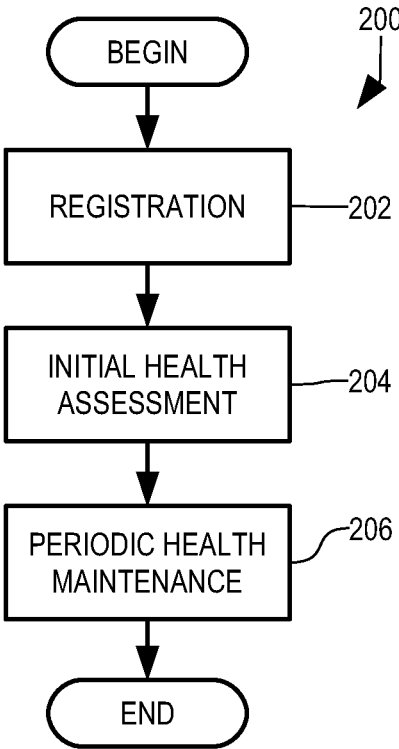 200
BEGIN
REGISTRATION
202
INITIAL HEALTH
ASSESSMENT
204
PERIODIC HEALTH
MAINTENANCE
206
END